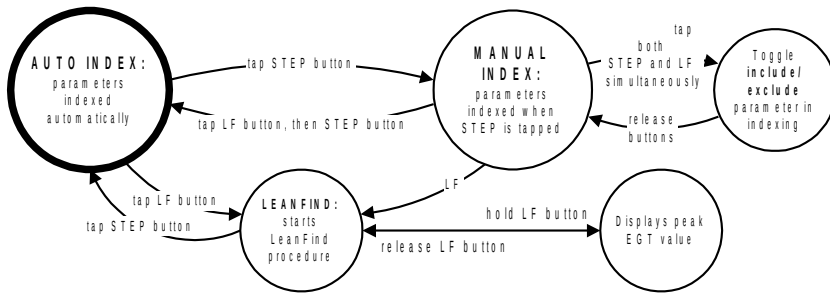 AUTO INDEX:
parameters
indexed
automatically
tap STEP button
tap LF button, then STEP button
MANUAL
INDEX:
parameters
indexed when
STEP is tapped
tap
both
STEP and LF
simultaneously
release
buttons
Toggle
include/
exclude
parameter in
indexing
tap LF button
tap STEP button
LEANFIND:
starts
LeanFind
procedure
LF
hold LF button
release LF button
Displays peak
EGT value